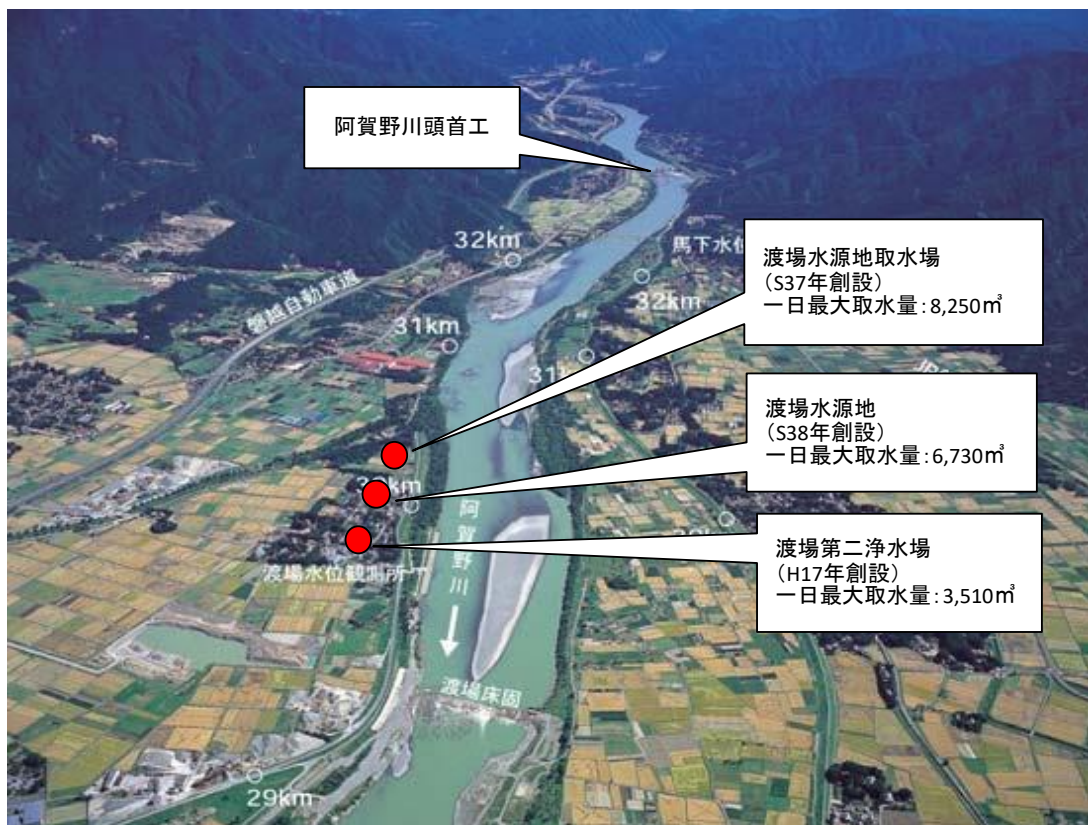 阿賀野川頭首工
32km
馬下水位
渡場水源地取水場
(S37年創設)
一日最大取水量:8,250㎥
磐越自動車道
32km
31km
31k
渡場水源地
(S38年創設)
一日最大取水量:6,730㎥
阿賀野川
渡場水位観測所
渡場第二浄水場
(H17年創設)
一日最大取水量:3,510㎥
渡場床固
29km